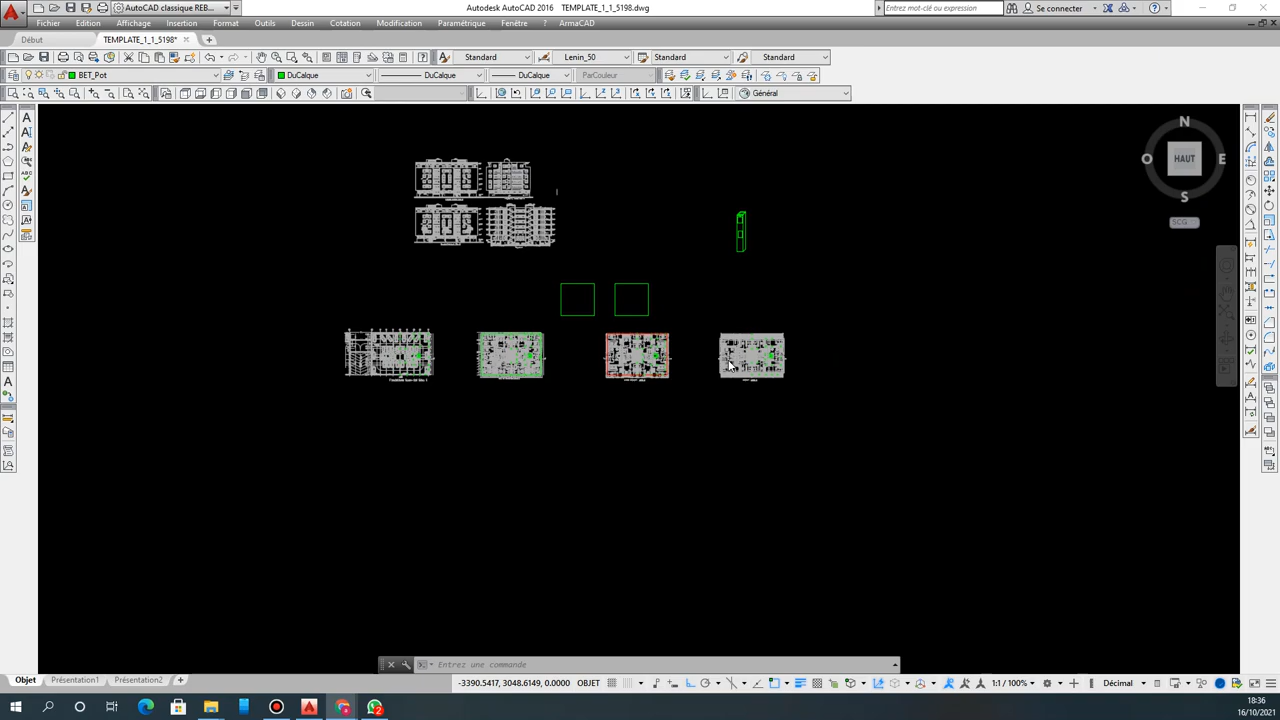 AutoCAD classique REB... Autodesk AutoCAD 2016 TEMPLATE_1_1_5198.dwg Entrez mot-clé ou expression Se connecter
Fichier Edition Affichage Insertion Format Outils Dessin Cotation Modification Paramétrique Fenêtre ? ArmaCAD
Début TEMPLATE_1_1_5198*
Standard Lenin_50 Standard Standard
BET_Pot DuCalque DuCalque DuCalque ParCouleur
Général
N
O HAUT E
S
SCG
Entrez une commande
Objet Présentation1 Présentation2 -3390.5417, 3048.6149, 0.0000 OBJET 1:1 / 100% Décimal
2
18:36
16/10/2021